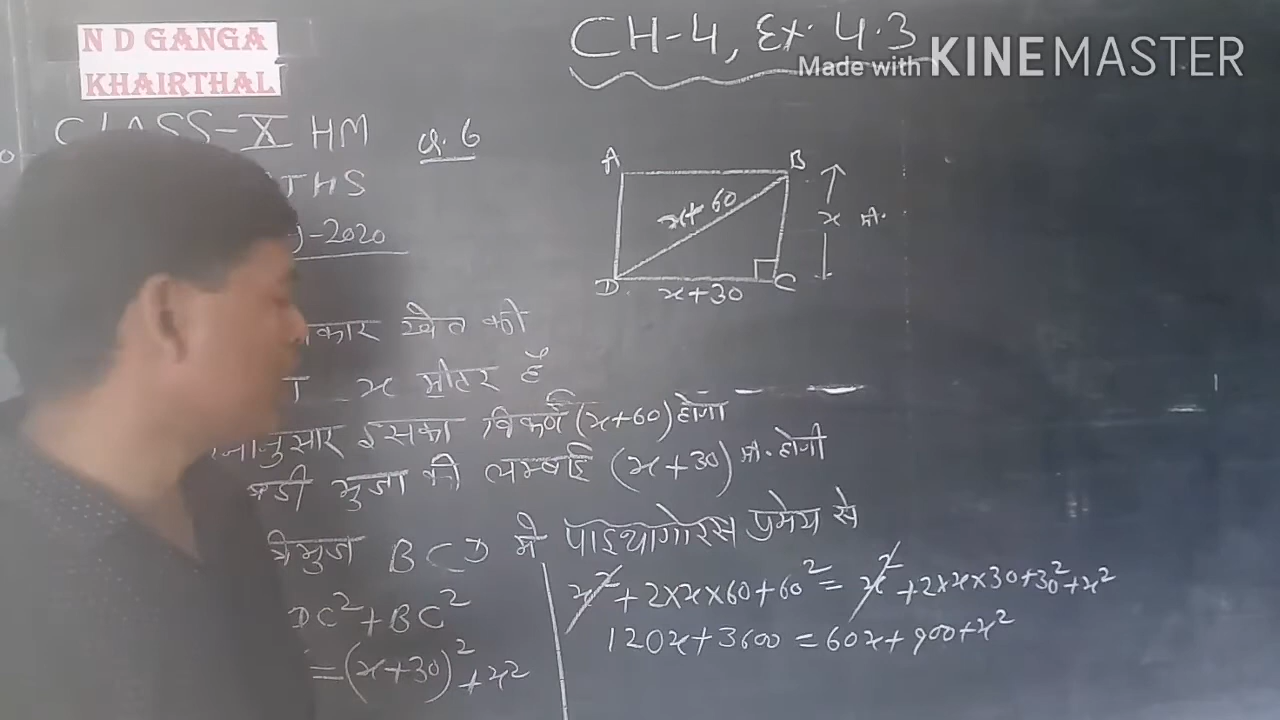 N D GANGA
KHAIRTHAL
CH-4, Ex. 4.3
Made with KINEMASTER
CLASS-X HM
प्र. 6
THS
-2020
A B
x+60
x मी.
D C
x+30
कार खेत की
x मीटर है
नुसार इसका विकर्ण (x+60) होगा
बडी भुजा की लम्बाई (x+30) मी. होगी
त्रिभुज BCD में पाइथागोरस प्रमेय से
DC²+BC²
=(x+30)²+x²
x²+2×x×60+60²=x²+2×x×30+30²+x²
120x+3600=60x+900+x²